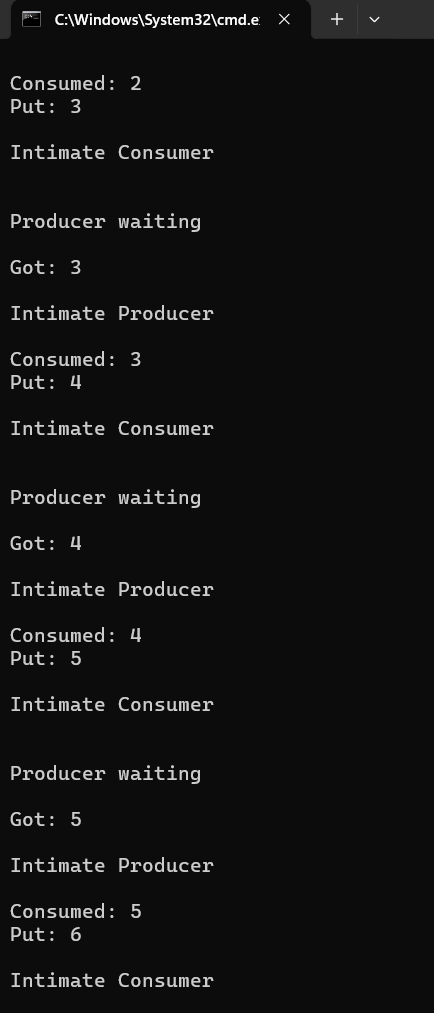 C:\Windows\System32\cmd.e
Consumed: 2
Put: 3
Intimate Consumer
Producer waiting
Got: 3
Intimate Producer
Consumed: 3
Put: 4
Intimate Consumer
Producer waiting
Got: 4
Intimate Producer
Consumed: 4
Put: 5
Intimate Consumer
Producer waiting
Got: 5
Intimate Producer
Consumed: 5
Put: 6
Intimate Consumer